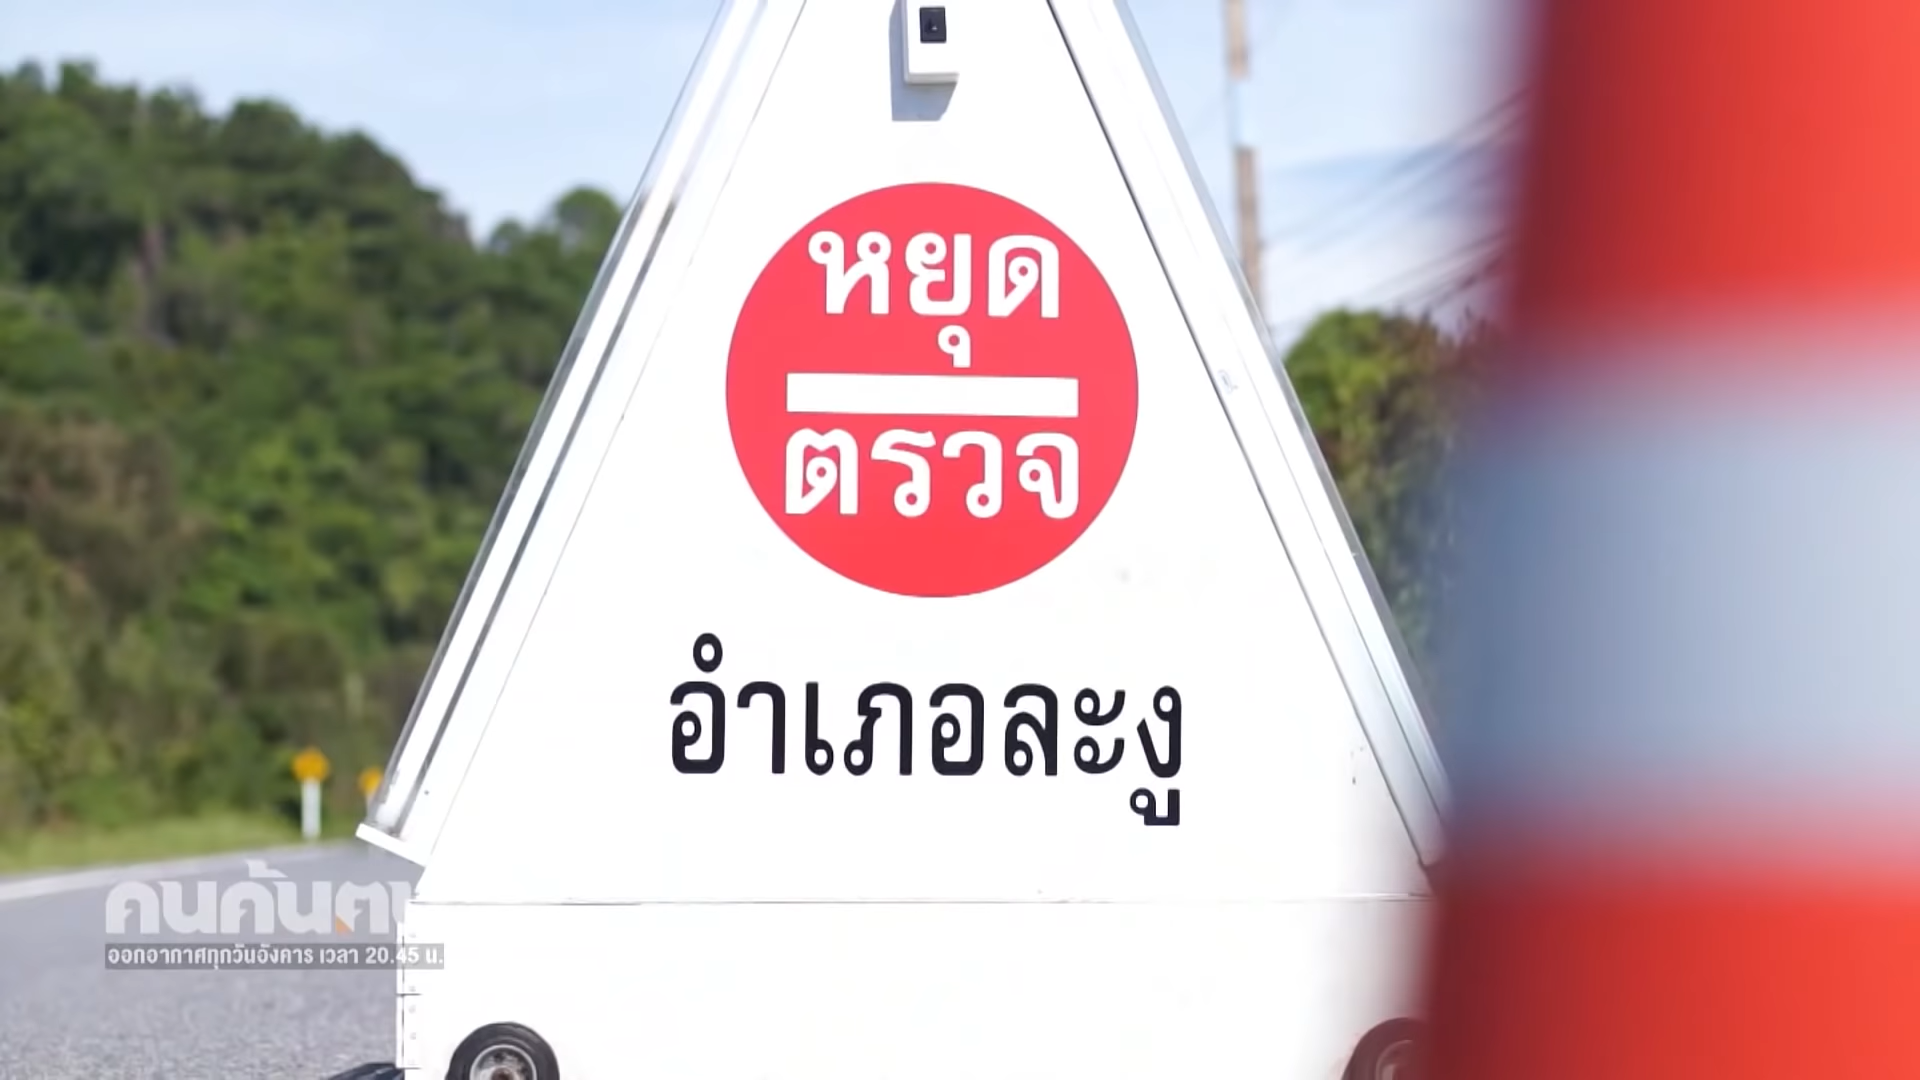 หยุด
ตรวจ
อำเภอละงู
คนค้นฅน
ออกอากาศทุกวันอังคาร เวลา 20.45 น.